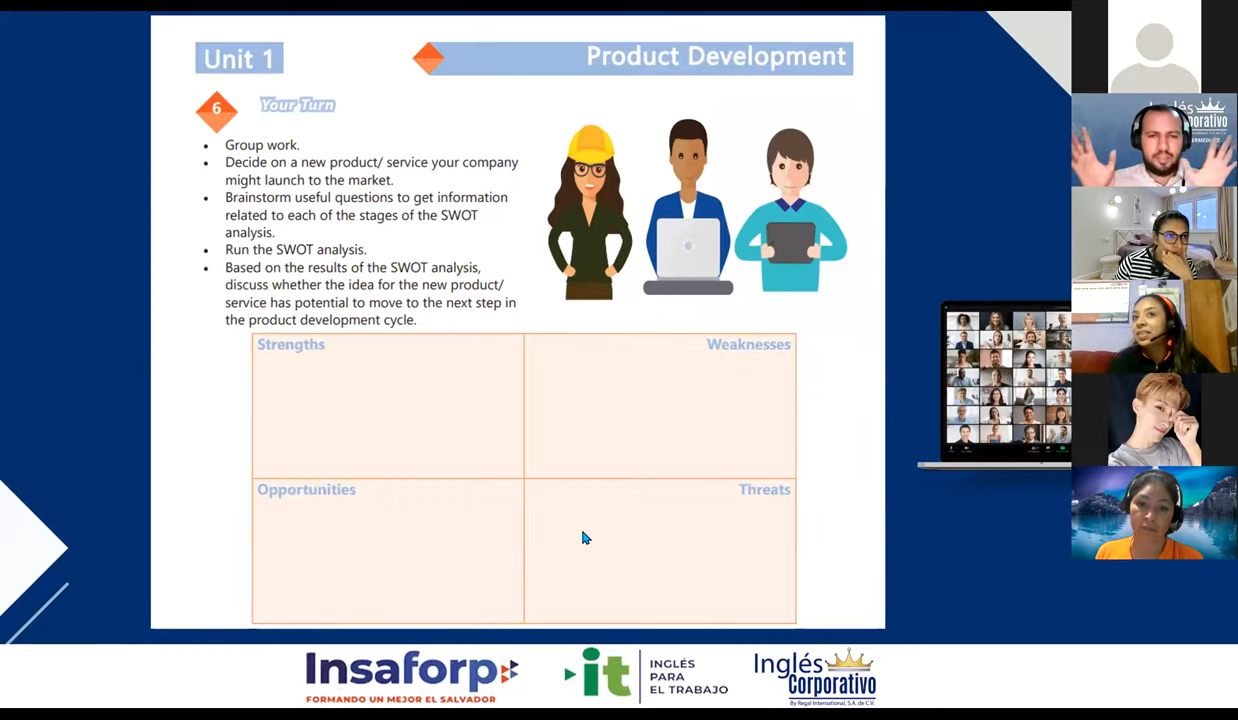 Unit 1
Product Development
6
Your Turn
• Group work.
• Decide on a new product/ service your company
might launch to the market.
• Brainstorm useful questions to get information
related to each of the stages of the SWOT
analysis.
• Run the SWOT analysis.
• Based on the results of the SWOT analysis,
discuss whether the idea for the new product/
service has potential to move to the next step in
the product development cycle.
Strengths
Weaknesses
Opportunities
Threats
Insaforp
FORMANDO UN MEJOR EL SALVADOR
it
INGLÉS
PARA
EL TRABAJO
Inglés
Corporativo
By Regal International, S.A. de C.V.